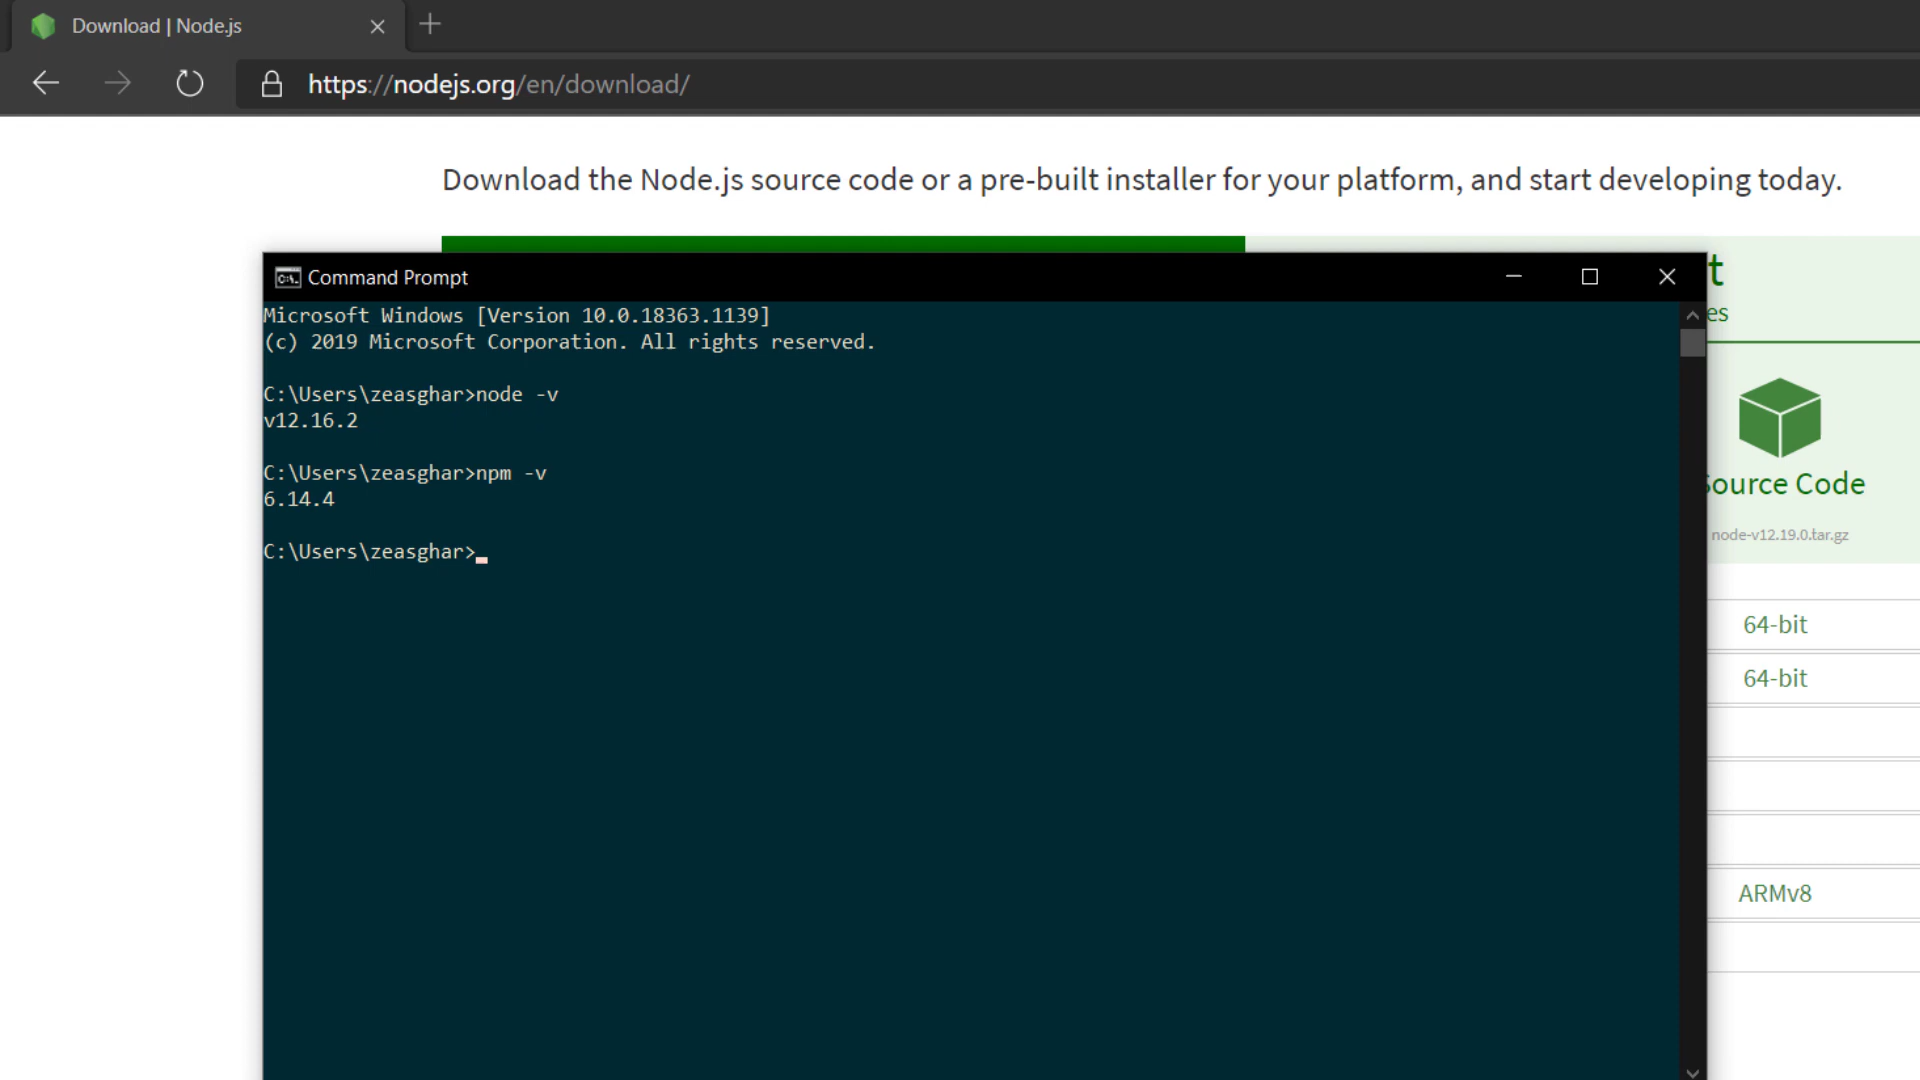 Download | Node.js
https://nodejs.org/en/download/
Download the Node.js source code or a pre-built installer for your platform, and start developing today.
Command Prompt
Microsoft Windows [Version 10.0.18363.1139]
(c) 2019 Microsoft Corporation. All rights reserved.
C:\Users\zeasghar>node -v
v12.16.2
C:\Users\zeasghar>npm -v
6.14.4
C:\Users\zeasghar>
t
es
Source Code
node-v12.19.0.tar.gz
64-bit
64-bit
ARMv8